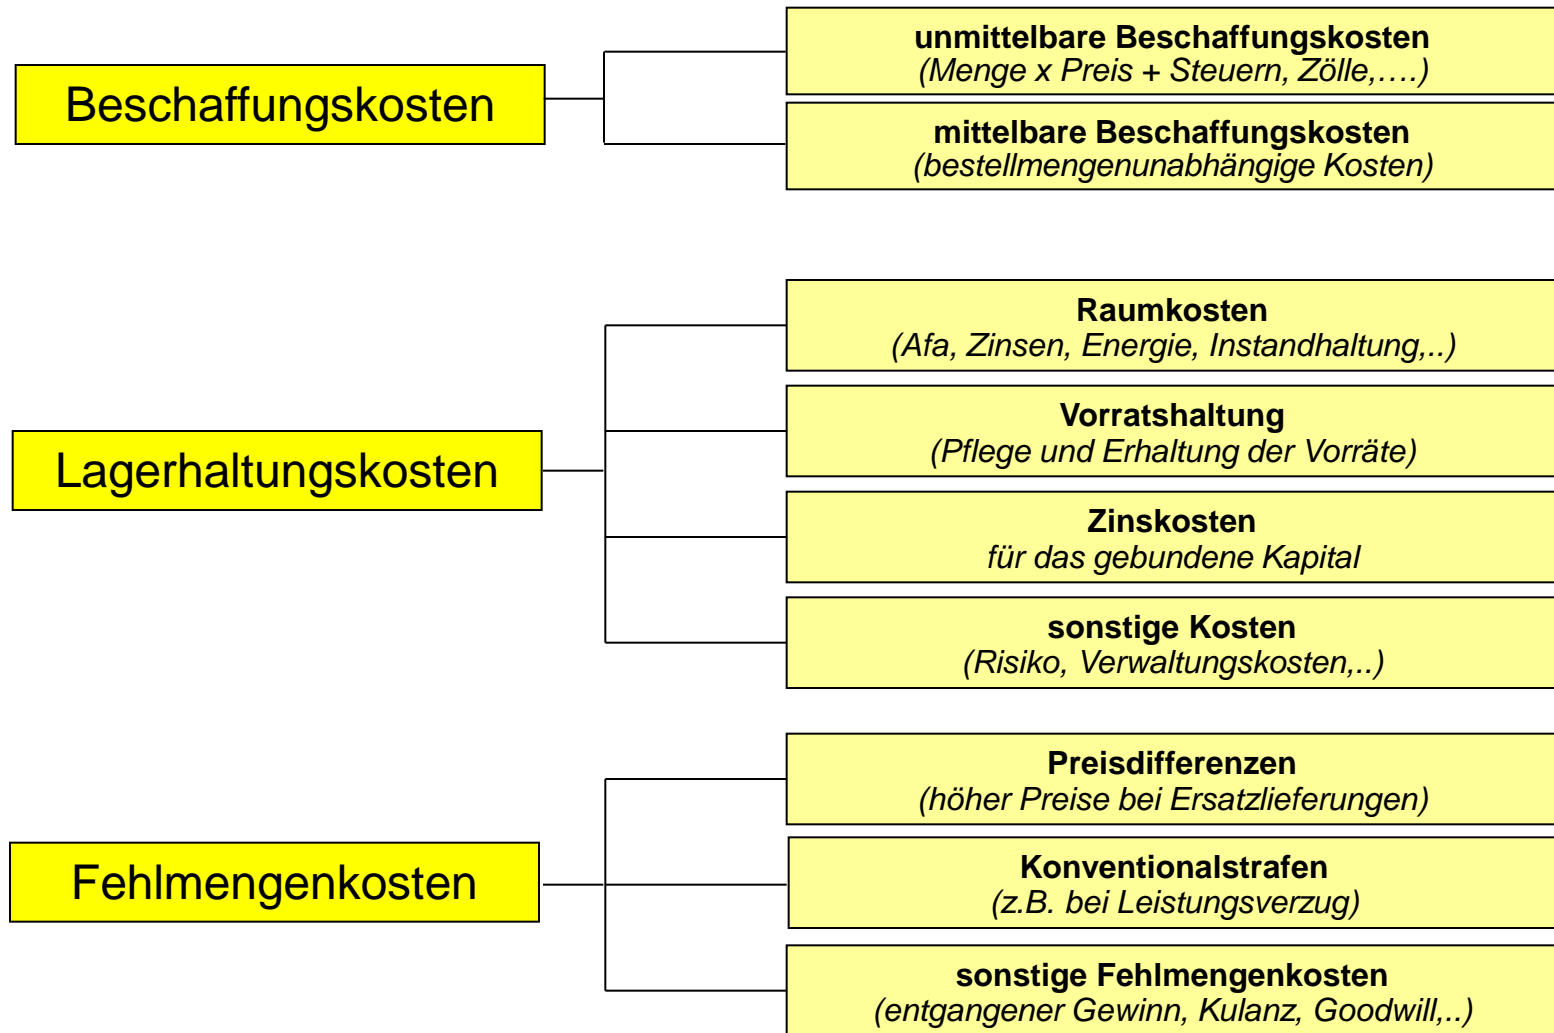 Beschaffungskosten
unmittelbare Beschaffungskosten
(Menge x Preis + Steuern, Zölle,….)
mittelbare Beschaffungskosten
(bestellmengenunabhängige Kosten)
Lagerhaltungskosten
Raumkosten
(Afa, Zinsen, Energie, Instandhaltung,..)
Vorratshaltung
(Pflege und Erhaltung der Vorräte)
Zinskosten
für das gebundene Kapital
sonstige Kosten
(Risiko, Verwaltungskosten,..)
Fehlmengenkosten
Preisdifferenzen
(höher Preise bei Ersatzlieferungen)
Konventionalstrafen
(z.B. bei Leistungsverzug)
sonstige Fehlmengenkosten
(entgangener Gewinn, Kulanz, Goodwill,..)